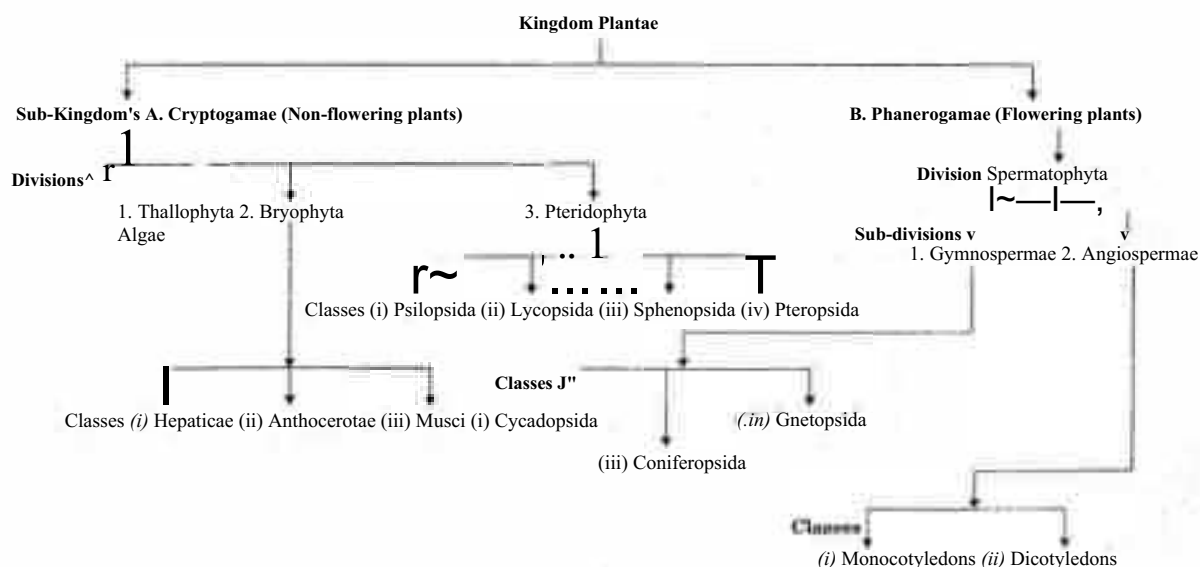 Kingdom Plantae
Sub-Kingdom's A. Cryptogamae (Non-flowering plants)
B. Phanerogamae (Flowering plants)
Divisions^
Division Spermatophyta
1. Thallophyta 2. Bryophyta
Algae
3. Pteridophyta
Sub-divisions v
v
1. Gymnospermae 2. Angiospermae
Classes (i) Psilopsida (ii) Lycopsida (iii) Sphenopsida (iv) Pteropsida
Classes J"
Classes (i) Hepaticae (ii) Anthocerotae (iii) Musci (i) Cycadopsida
(.in) Gnetopsida
(iii) Coniferopsida
Classes
(i) Monocotyledons (ii) Dicotyledons